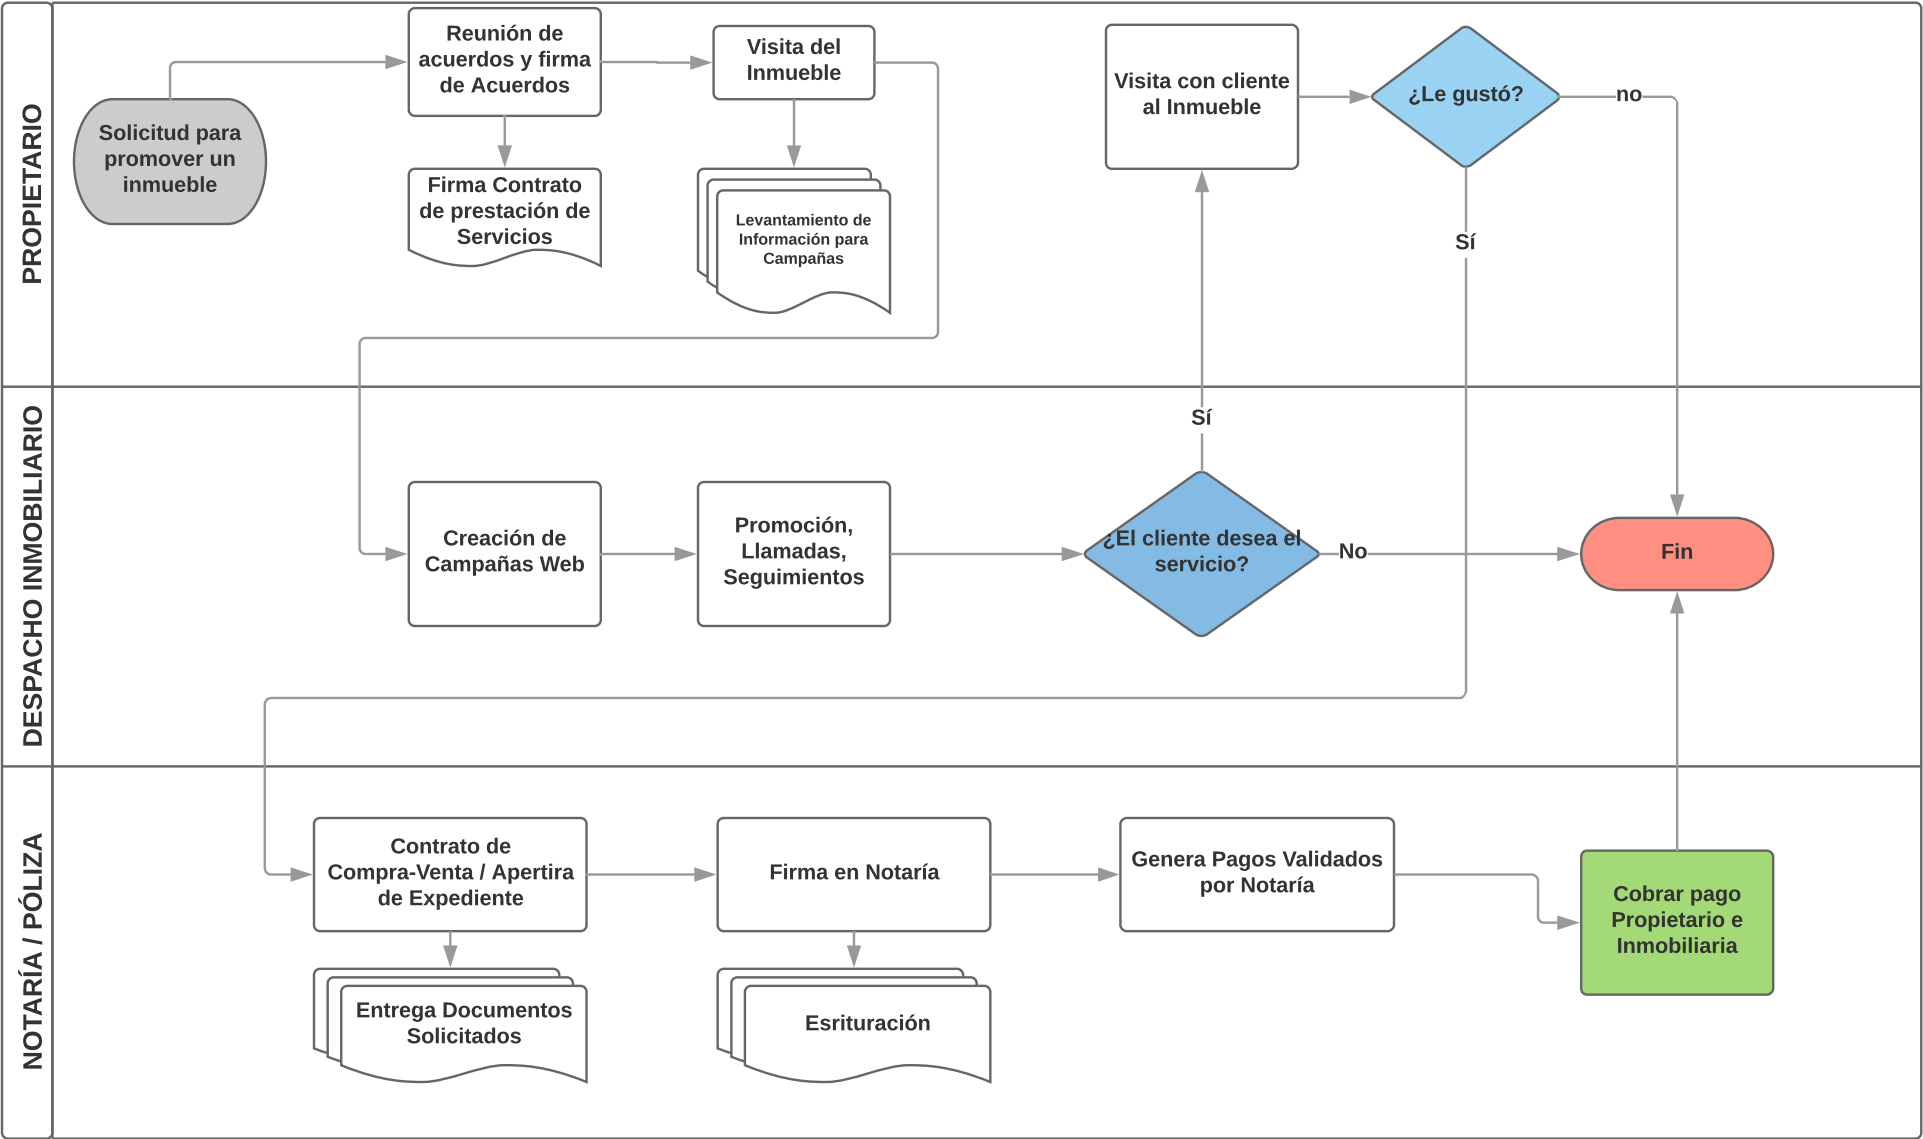 PROPIETARIO
Solicitud para
promover un
inmueble
Reunión de
acuerdos y firma
de Acuerdos
Firma Contrato
de prestación de
Servicios
Visita del
Inmueble
Levantamiento de
Información para
Campañas
Visita con cliente
al Inmueble
¿Le gustó?
no
Sí
DESPACHO INMOBILIARIO
Creación de
Campañas Web
Promoción,
Llamadas,
Seguimientos
Sí
¿El cliente desea el
servicio?
No
Fin
NOTARÍA / PÓLIZA
Contrato de
Compra-Venta / Apertira
de Expediente
Entrega Documentos
Solicitados
Firma en Notaría
Esrituración
Genera Pagos Validados
por Notaría
Cobrar pago
Propietario e
Inmobiliaria